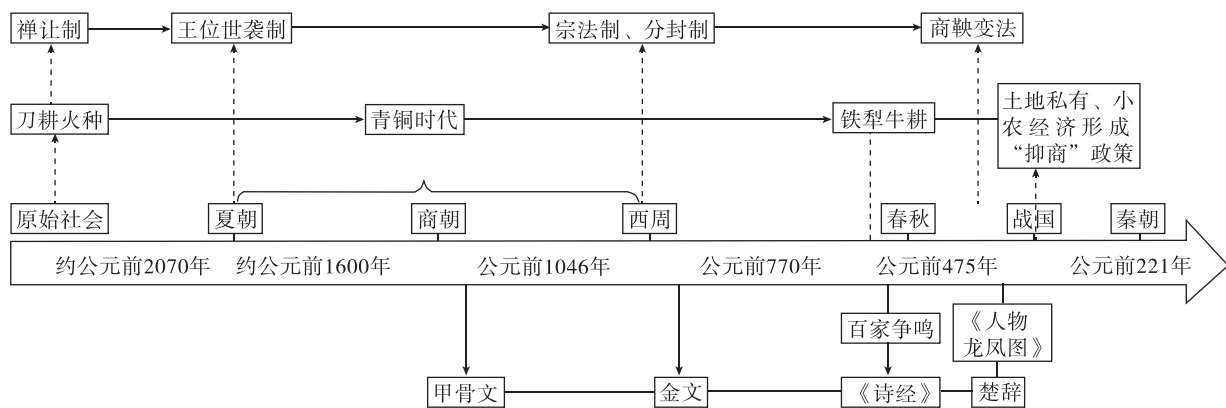 禅让制
王位世袭制
宗法制、分封制
商鞅变法
刀耕火种
青铜时代
铁犁牛耕
土地私有、小
农经济形成
“抑商”政策
原始社会
夏朝
商朝
西周
春秋
战国
秦朝
约公元前2070年
约公元前1600年
公元前1046年
公元前770年
公元前475年
公元前221年
百家争鸣
《人物
龙凤图》
甲骨文
金文
《诗经》
楚辞